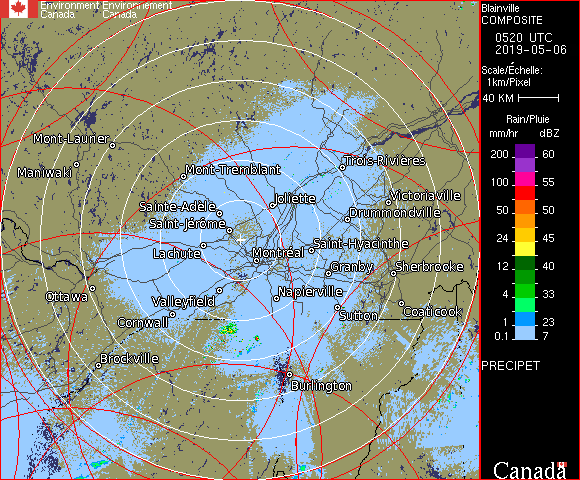 Environment Environnement
Canada Canada
Blainville
COMPOSITE
0520 UTC
2019-05-06
Scale/Échelle:
1km/Pixel
40 KM
Rain/Pluie
mm/hr dBZ
200 60
100 55
50 50
24 45
12 40
4 33
1 23
0.1 7
PRECIPET
Mont-Laurier
Maniwaki
Mont-Tremblant
Trois-Rivières
Sainte-Adèle
Joliette
Victoriaville
Drummondville
Saint-Jérôme
Lachute
Montréal
Saint-Hyacinthe
Granby
Sherbrooke
Ottawa
Valleyfield
Napierville
Cornwall
Sutton
Coaticook
Brockville
Burlington
Canada